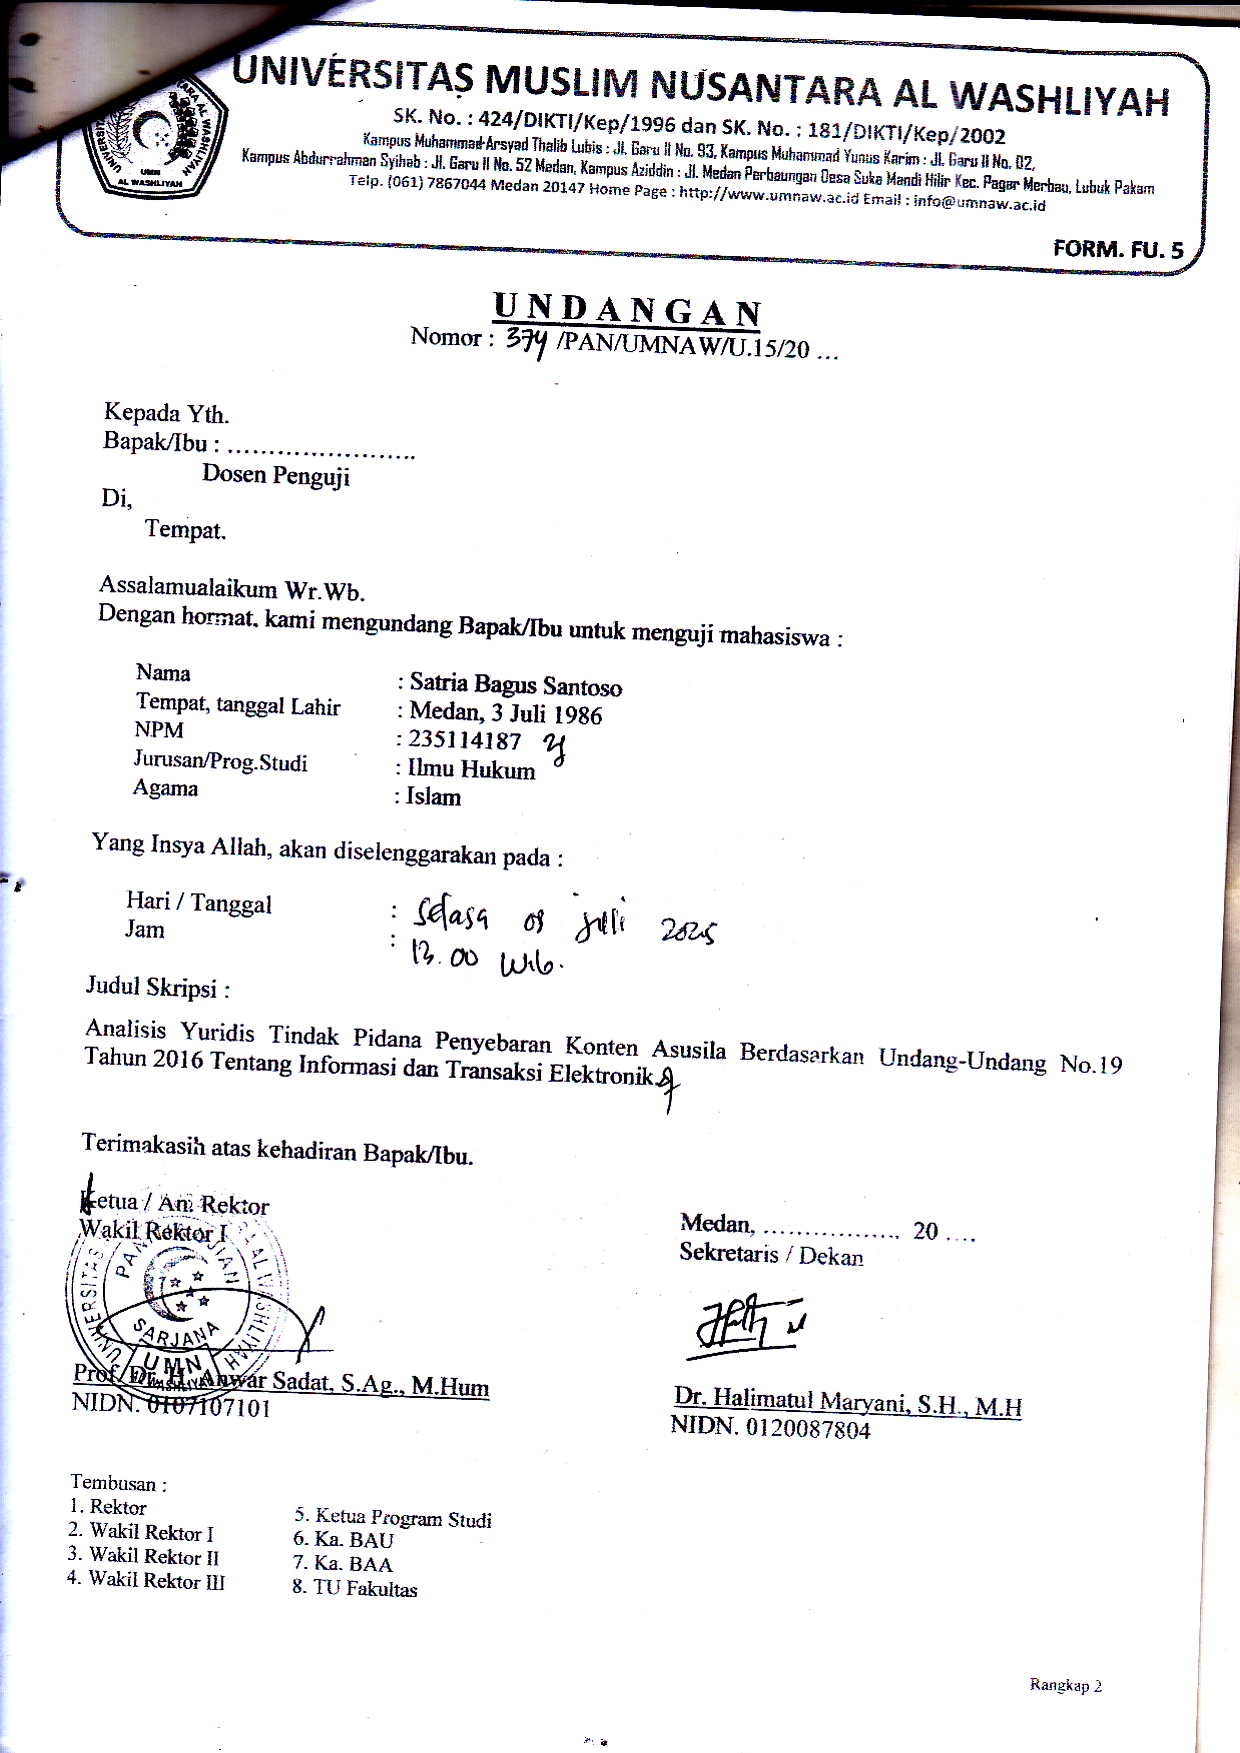 UNIVERSITAS MUSLIM NUSANTARA AL WASHLIYAH
SK. No. : 424/DIKTI/Kep/1996 dan SK. No. : 181/DIKTI/Kep/2002
Kampus Muhammad Arsyad Thalib Lubis : Jl. Garu II No. 93, Kampus Muhammad Yunus Karim : Jl. Garu II No. 02,
Kampus Abdurrahman Syihab : Jl. Garu II No. 52 Medan, Kampus Aziddin : Jl. Medan Perbaungan Desa Suka Mandi Hilir Kec. Pagar Merbau, Lubuk Pakam
Telp. (061) 7867044 Medan 20147 Home Page : http://www.umnaw.ac.id Email : info@umnaw.ac.id
UMN
AL WASHLIYAH
FORM. FU. 5
UNDANGAN
Nomor : 374 /PAN/UMNAW/U.15/20 ...
Kepada Yth.
Bapak/Ibu : ...........................
Dosen Penguji
Di,
Tempat.
Assalamualaikum Wr.Wb.
Dengan hormat, kami mengundang Bapak/Ibu untuk menguji mahasiswa :
Nama : Satria Bagus Santoso
Tempat, tanggal Lahir : Medan, 3 Juli 1986
NPM : 235114187
Jurusan/Prog.Studi : Ilmu Hukum
Agama : Islam
Yang Insya Allah, akan diselenggarakan pada :
Hari / Tanggal : Selasa 08 Juli 2025
Jam : 13.00 Wib.
Judul Skripsi :
Analisis Yuridis Tindak Pidana Penyebaran Konten Asusila Berdasarkan Undang-Undang No.19
Tahun 2016 Tentang Informasi dan Transaksi Elektronik
Terimakasih atas kehadiran Bapak/Ibu.
Ketua / An. Rektor
Wakil Rektor I
Medan, .................. 20 ....
Sekretaris / Dekan
SARJANA
UMN
Prof. Dr. H. Anwar Sadat, S.Ag., M.Hum
NIDN. 0107107101
Dr. Halimatul Maryani, S.H., M.H
NIDN. 0120087804
Tembusan :
1. Rektor
2. Wakil Rektor I
3. Wakil Rektor II
4. Wakil Rektor III
5. Ketua Program Studi
6. Ka. BAU
7. Ka. BAA
8. TU Fakultas
Rangkap 2